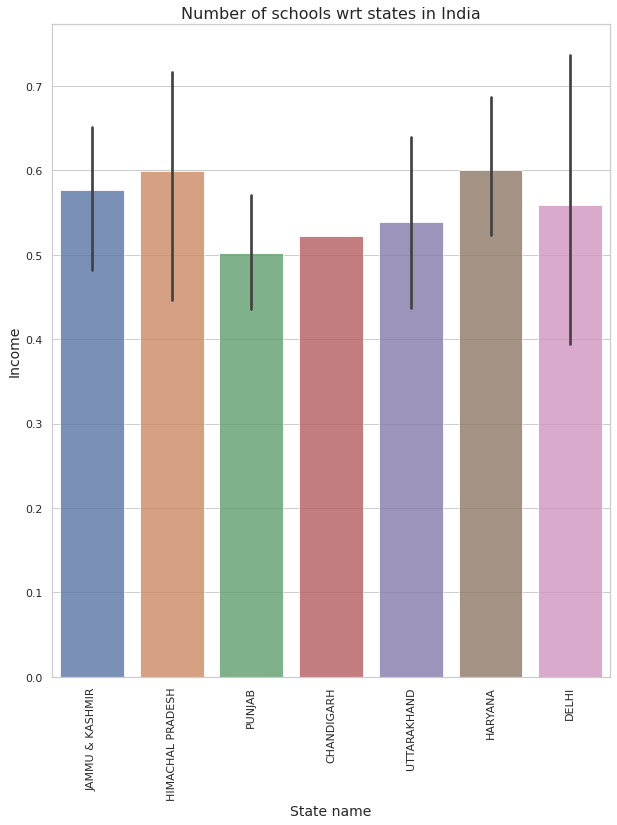 Number of schools wrt states in India
Income
0.7
0.6
0.5
0.4
0.3
0.2
0.1
0.0
JAMMU & KASHMIR
HIMACHAL PRADESH
PUNJAB
CHANDIGARH
UTTARAKHAND
HARYANA
DELHI
State name